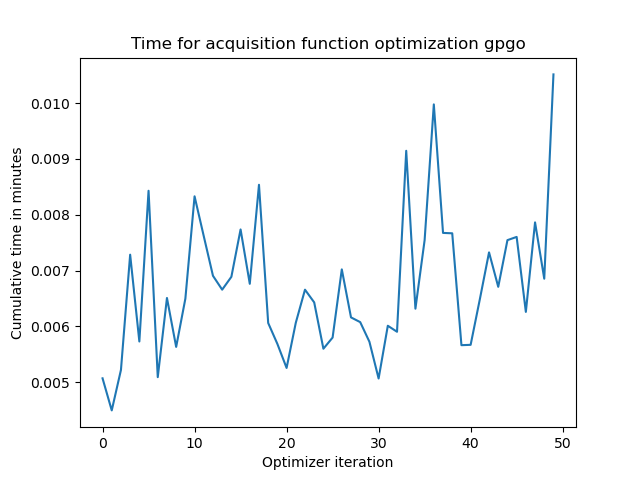 Time for acquisition function optimization gpgo
Cumulative time in minutes
0.010
0.009
0.008
0.007
0.006
0.005
0 10 20 30 40 50
Optimizer iteration